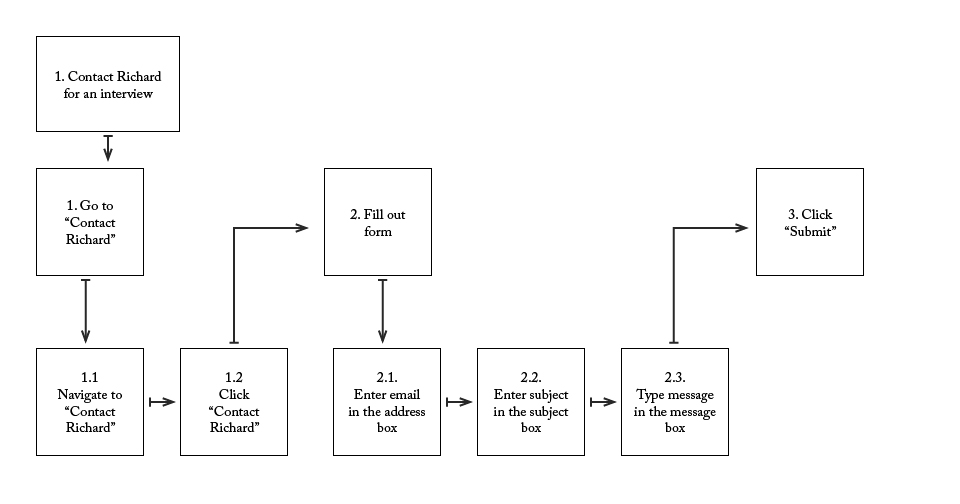 1. Contact Richard
for an interview
1. Go to
“Contact
Richard”
2. Fill out
form
3. Click
“Submit”
1.1
Navigate to
“Contact
Richard”
1.2
Click
“Contact
Richard”
2.1.
Enter email
in the address
box
2.2.
Enter subject
in the subject
box
2.3.
Type message
in the message
box